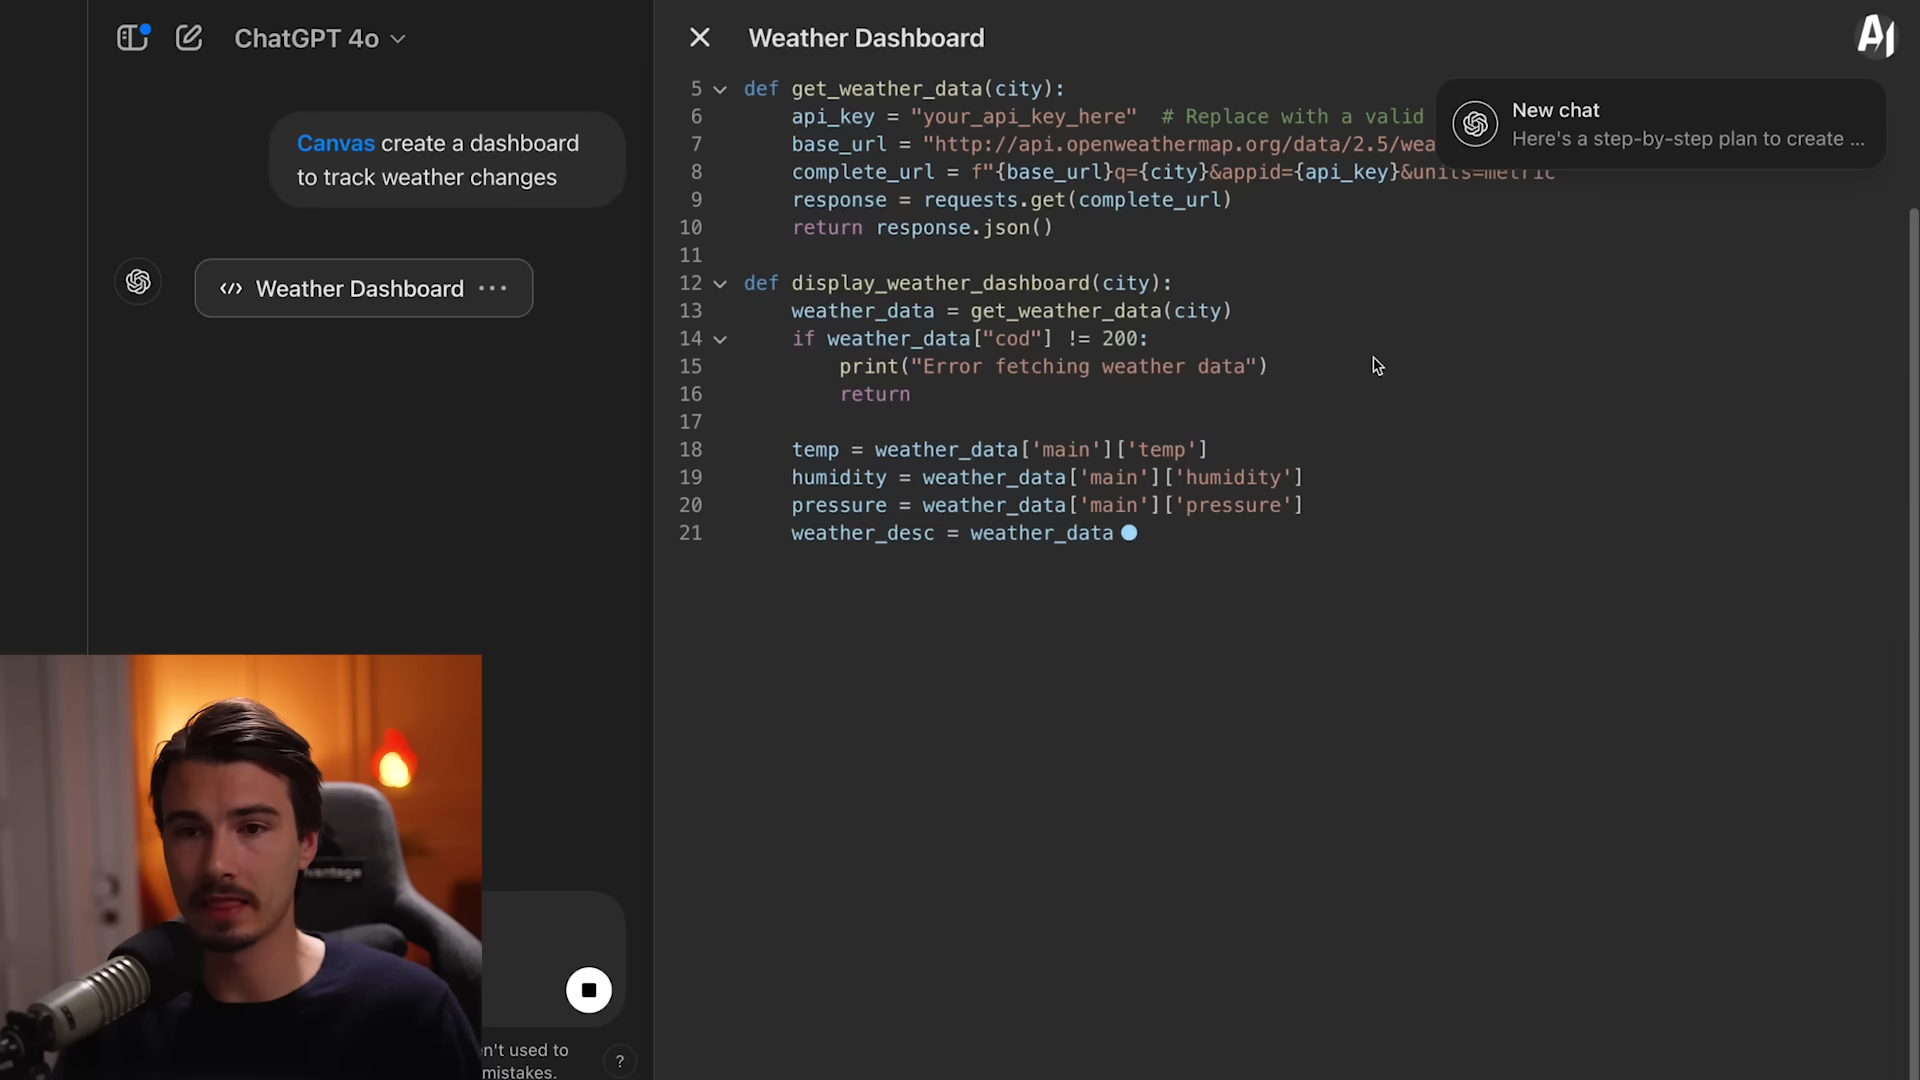 ChatGPT 4o
Canvas create a dashboard
to track weather changes
Weather Dashboard
n't used to
mistakes.
?
Weather Dashboard
AI
New chat
Here's a step-by-step plan to create ...
5 def get_weather_data(city):
6 api_key = "your_api_key_here" # Replace with a valid
7 base_url = "http://api.openweathermap.org/data/2.5/wea
8 complete_url = f"{base_url}q={city}&appid={api_key}&units=metric
9 response = requests.get(complete_url)
10 return response.json()
11
12 def display_weather_dashboard(city):
13 weather_data = get_weather_data(city)
14 if weather_data["cod"] != 200:
15 print("Error fetching weather data")
16 return
17
18 temp = weather_data['main']['temp']
19 humidity = weather_data['main']['humidity']
20 pressure = weather_data['main']['pressure']
21 weather_desc = weather_data